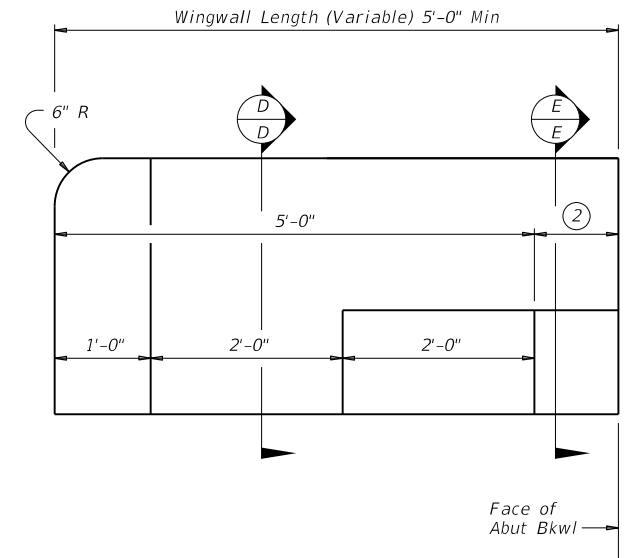 Wingwall Length (Variable) 5'-0" Min
6" R
D
D
E
E
5'-0"
2
1'-0"
2'-0"
2'-0"
Face of
Abut Bkwl